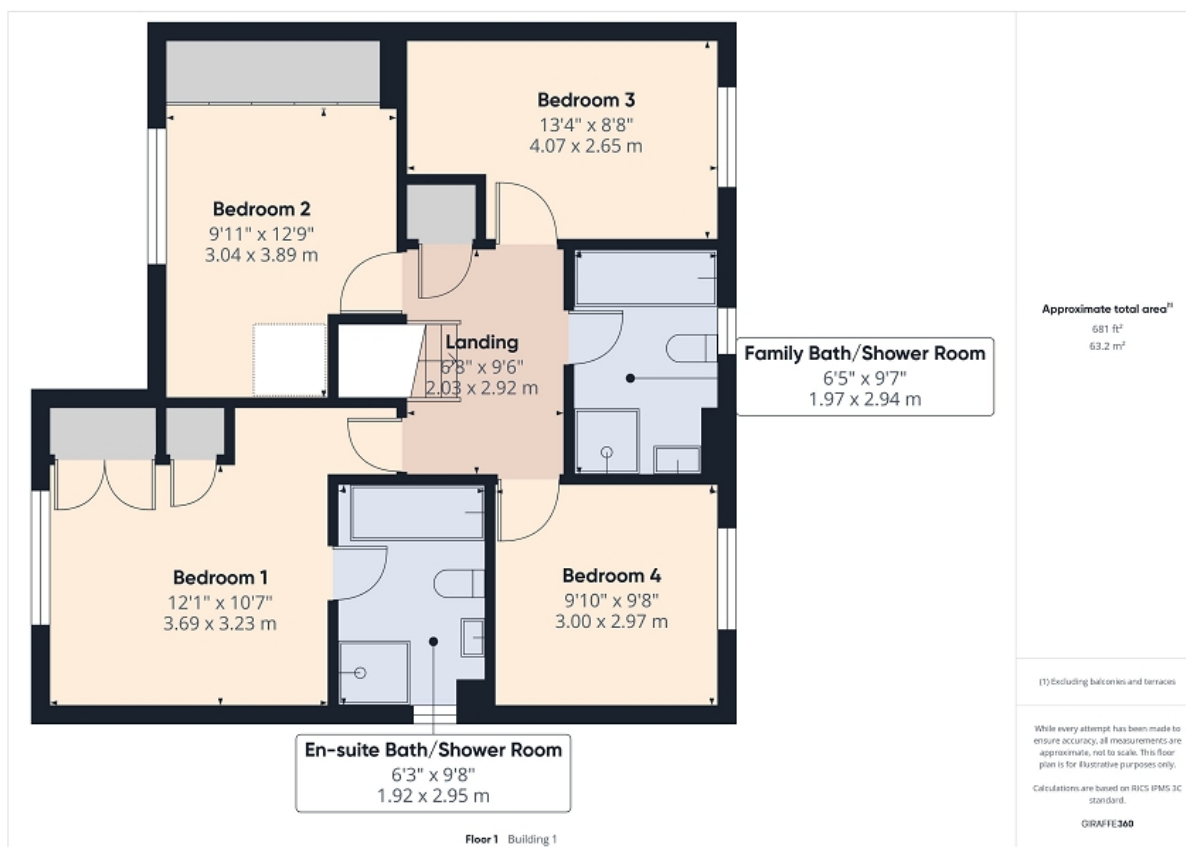 Bedroom 3
13'4" x 8'8"
4.07 x 2.65 m
Bedroom 2
9'11" x 12'9"
3.04 x 3.89 m
Landing
6'8" x 9'6"
2.03 x 2.92 m
Family Bath/Shower Room
6'5" x 9'7"
1.97 x 2.94 m
Bedroom 1
12'1" x 10'7"
3.69 x 3.23 m
Bedroom 4
9'10" x 9'8"
3.00 x 2.97 m
En-suite Bath/Shower Room
6'3" x 9'8"
1.92 x 2.95 m
Floor 1 Building 1
Approximate total area(1)
681 ft²
63.2 m²
(1) Excluding balconies and terraces
While every attempt has been made to
ensure accuracy, all measurements are
approximate, not to scale. This floor
plan is for illustrative purposes only.
Calculations are based on RICS IPMS 3C
standard.
GIRAFFE360